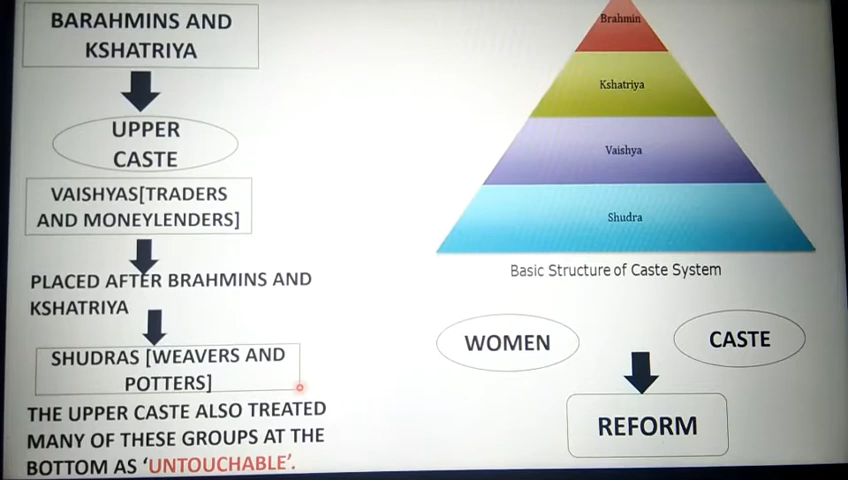 BARAHMINS AND
KSHATRIYA
UPPER
CASTE
VAISHYAS[TRADERS
AND MONEYLENDERS]
PLACED AFTER BRAHMINS AND
KSHATRIYA
SHUDRAS [WEAVERS AND
POTTERS]
THE UPPER CASTE ALSO TREATED
MANY OF THESE GROUPS AT THE
BOTTOM AS ‘UNTOUCHABLE’.
Brahmin
Kshatriya
Vaishya
Shudra
Basic Structure of Caste System
WOMEN
CASTE
REFORM